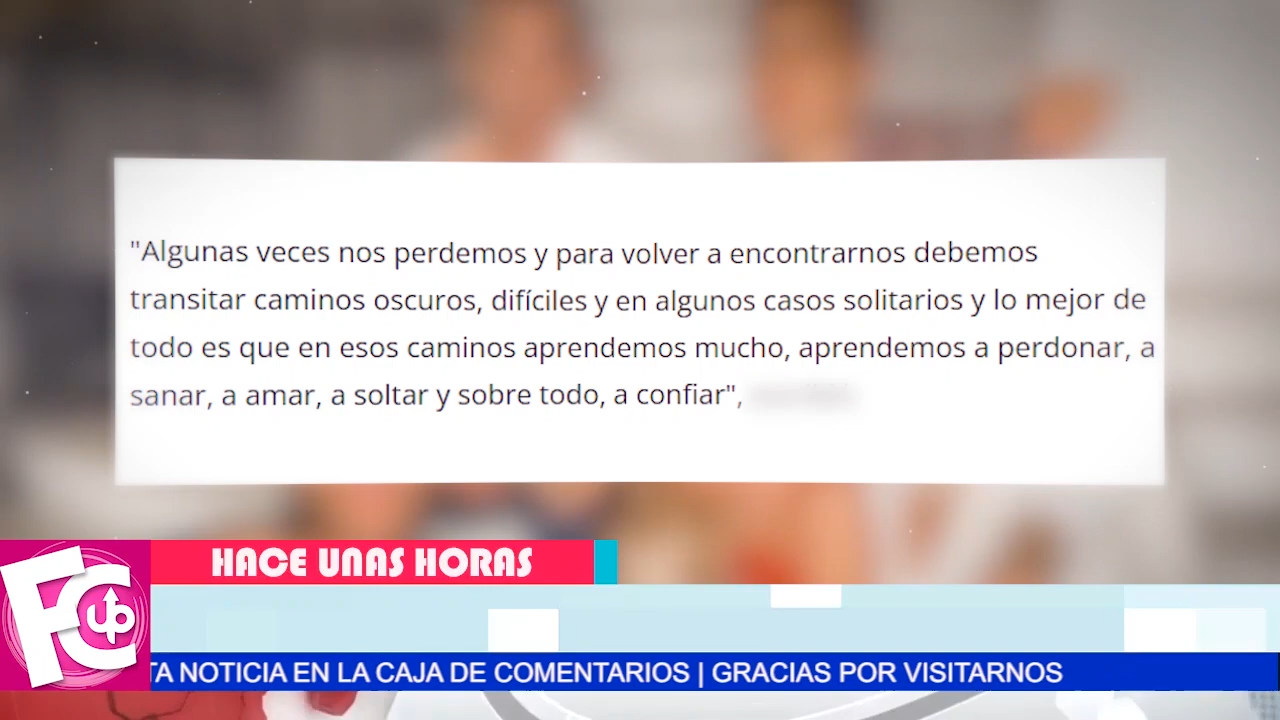 "Algunas veces nos perdemos y para volver a encontrarnos debemos
transitar caminos oscuros, difíciles y en algunos casos solitarios y lo mejor de
todo es que en esos caminos aprendemos mucho, aprendemos a perdonar, a
sanar, a amar, a soltar y sobre todo, a confiar",
HACE UNAS HORAS
FC up
TA NOTICIA EN LA CAJA DE COMENTARIOS | GRACIAS POR VISITARNOS